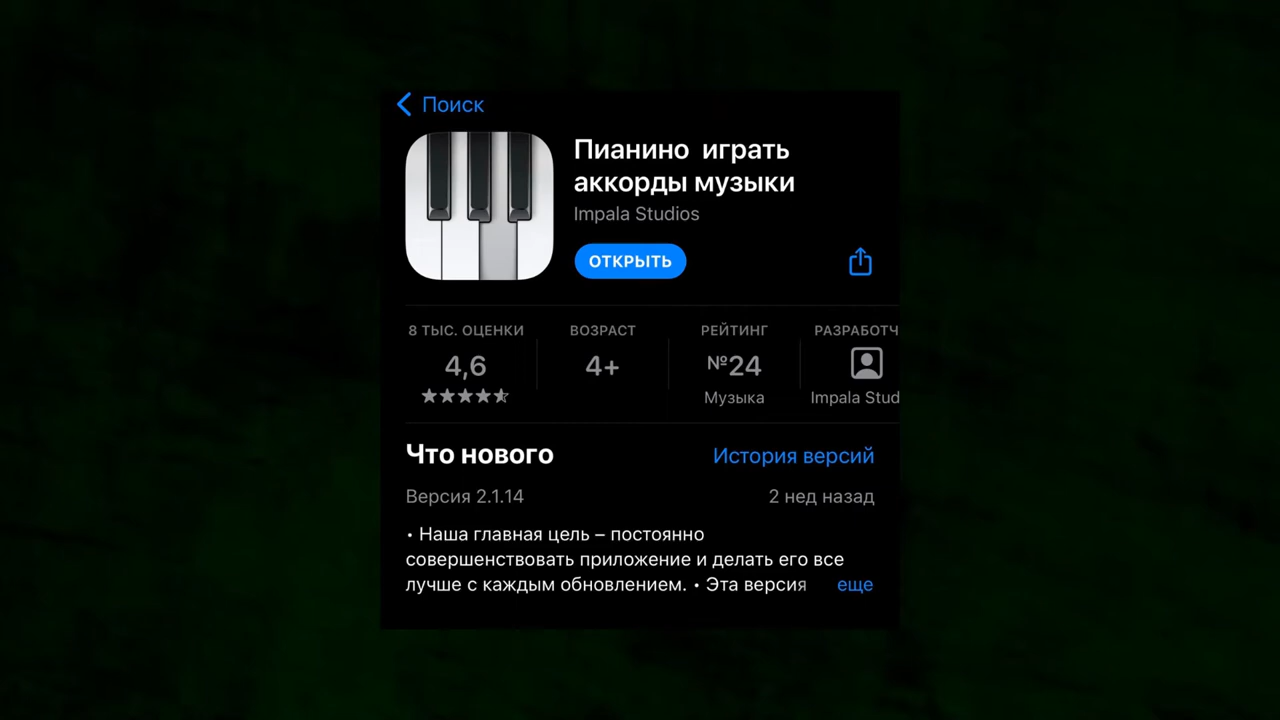 Поиск
Пианино играть
аккорды музыки
Impala Studios
ОТКРЫТЬ
8 ТЫС. ОЦЕНКИ
ВОЗРАСТ
РЕЙТИНГ
РАЗРАБОТЧ
4,6
4+
№24
Музыка
Impala Stud
Что нового
История версий
Версия 2.1.14
2 нед назад
• Наша главная цель – постоянно
совершенствовать приложение и делать его все
лучше с каждым обновлением. • Эта версия
еще